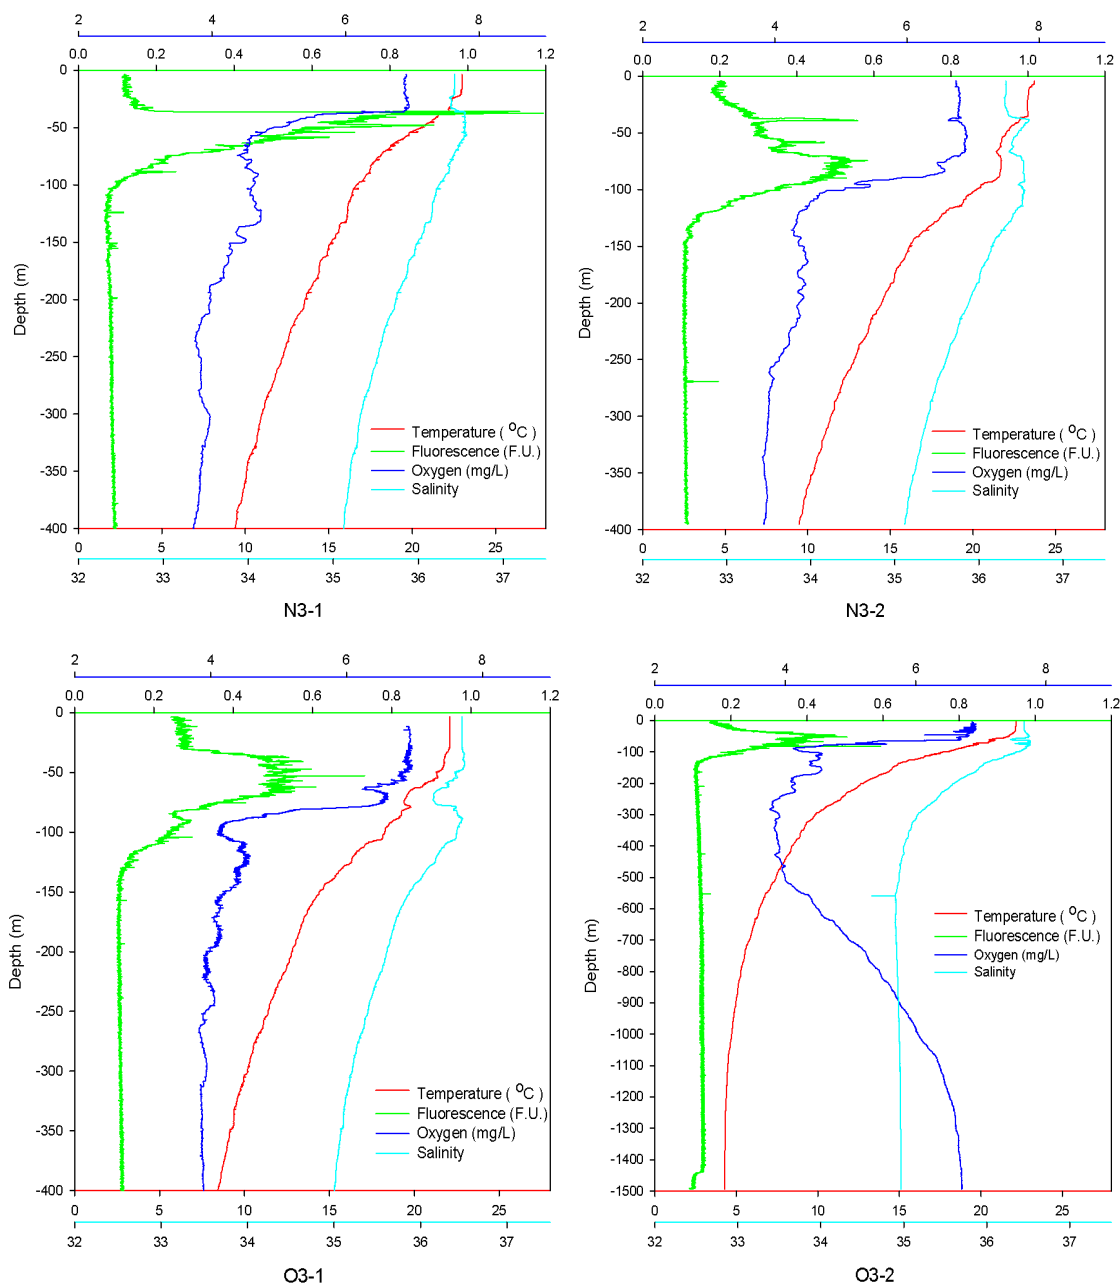 2 4 6 8
0.0 0.2 0.4 0.6 0.8 1.0 1.2
0
-50
-100
-150
-200
-250
-300
-350
-400
Depth (m)
Temperature ( °C )
Fluorescence (F.U.)
Oxygen (mg/L)
Salinity
0 5 10 15 20 25
32 33 34 35 36 37
N3-1
2 4 6 8
0.0 0.2 0.4 0.6 0.8 1.0 1.2
0
-50
-100
-150
-200
-250
-300
-350
-400
Depth (m)
Temperature ( °C )
Fluorescence (F.U.)
Oxygen (mg/L)
Salinity
0 5 10 15 20 25
32 33 34 35 36 37
N3-2
2 4 6 8
0.0 0.2 0.4 0.6 0.8 1.0 1.2
0
-50
-100
-150
-200
-250
-300
-350
-400
Depth (m)
Temperature ( °C )
Fluorescence (F.U.)
Oxygen (mg/L)
Salinity
0 5 10 15 20 25
32 33 34 35 36 37
O3-1
2 4 6 8
0.0 0.2 0.4 0.6 0.8 1.0 1.2
0
-100
-200
-300
-400
-500
-600
-700
-800
-900
-1000
-1100
-1200
-1300
-1400
-1500
Depth (m)
Temperature ( °C )
Fluorescence (F.U.)
Oxygen (mg/L)
Salinity
0 5 10 15 20 25
32 33 34 35 36 37
O3-2